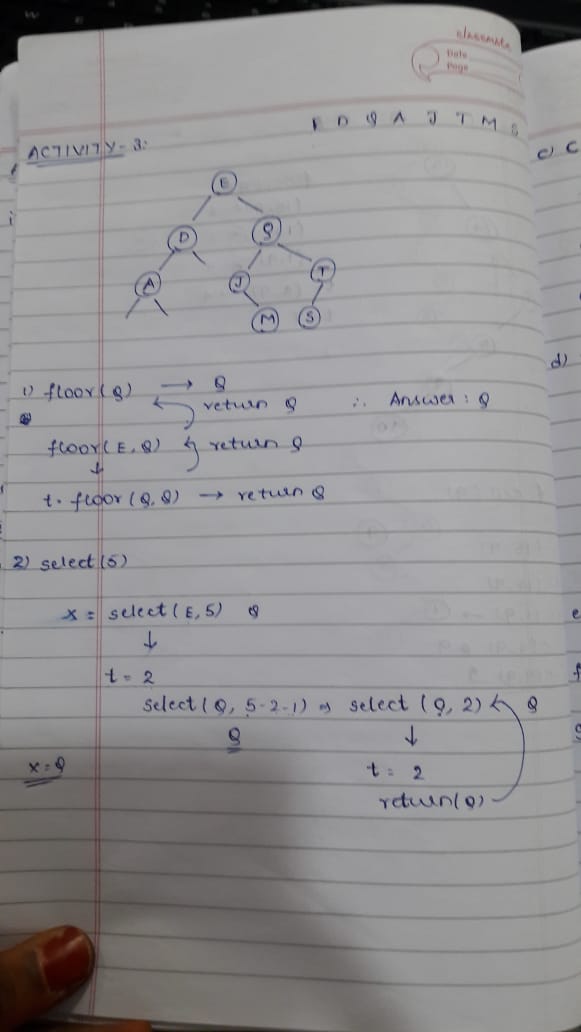 classmate
Date
Page
E D Q A J T M S
ACTIVITY-3:
c) C
E
D Q
A J T
M S
d)
1) floor(Q) → Q
return Q ∴ Answer: Q
floor(E,Q) return Q
↓
t. floor(Q,Q) → return Q
2) select(5)
x = select(E,5) Q
↓
t = 2
select(Q, 5-2-1) ⇒ select (Q,2) Q
Q ↓
x=Q t = 2
return(Q)